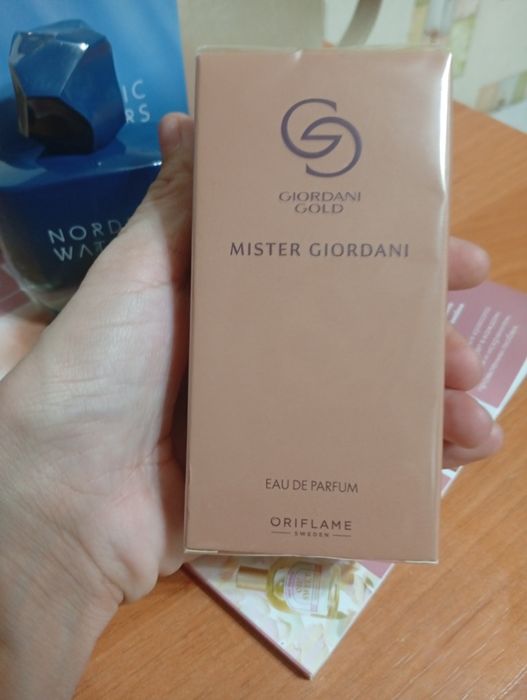 GIORDANI
GOLD
MISTER GIORDANI
EAU DE PARFUM
ORIFLAME
SWEDEN
NORD
WAT